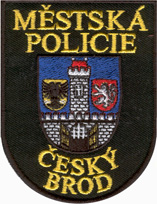 MĚSTSKÁ
POLICIE
ČESKÝ
BROD